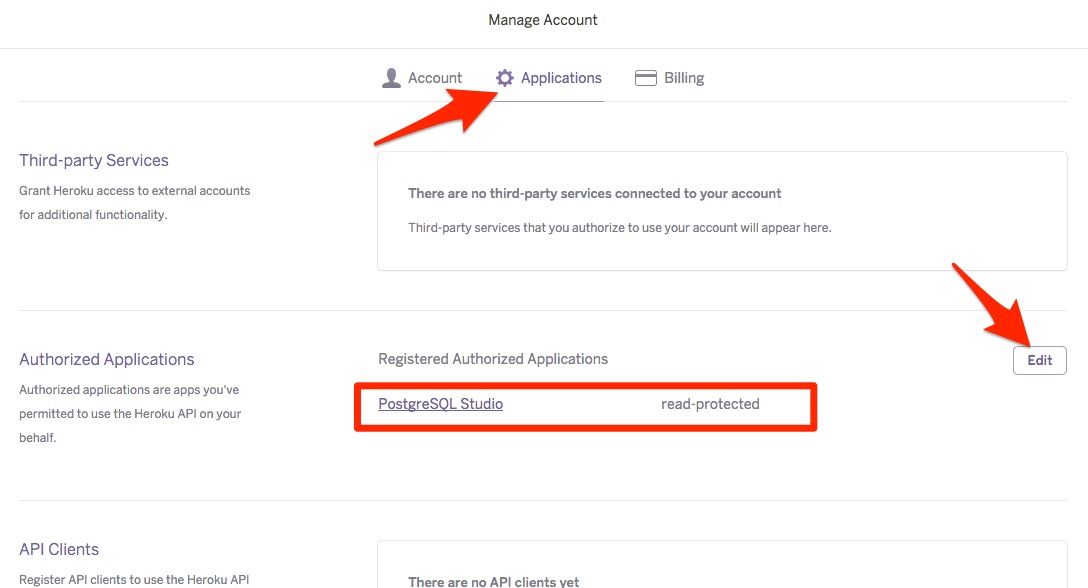 Manage Account
Account
Applications
Billing
Third-party Services
Grant Heroku access to external accounts
for additional functionality.
There are no third-party services connected to your account
Third-party services that you authorize to use your account will appear here.
Authorized Applications
Authorized applications are apps you've
permitted to use the Heroku API on your
behalf.
Registered Authorized Applications
Edit
PostgreSQL Studio
read-protected
API Clients
Register API clients to use the Heroku API
There are no API clients yet